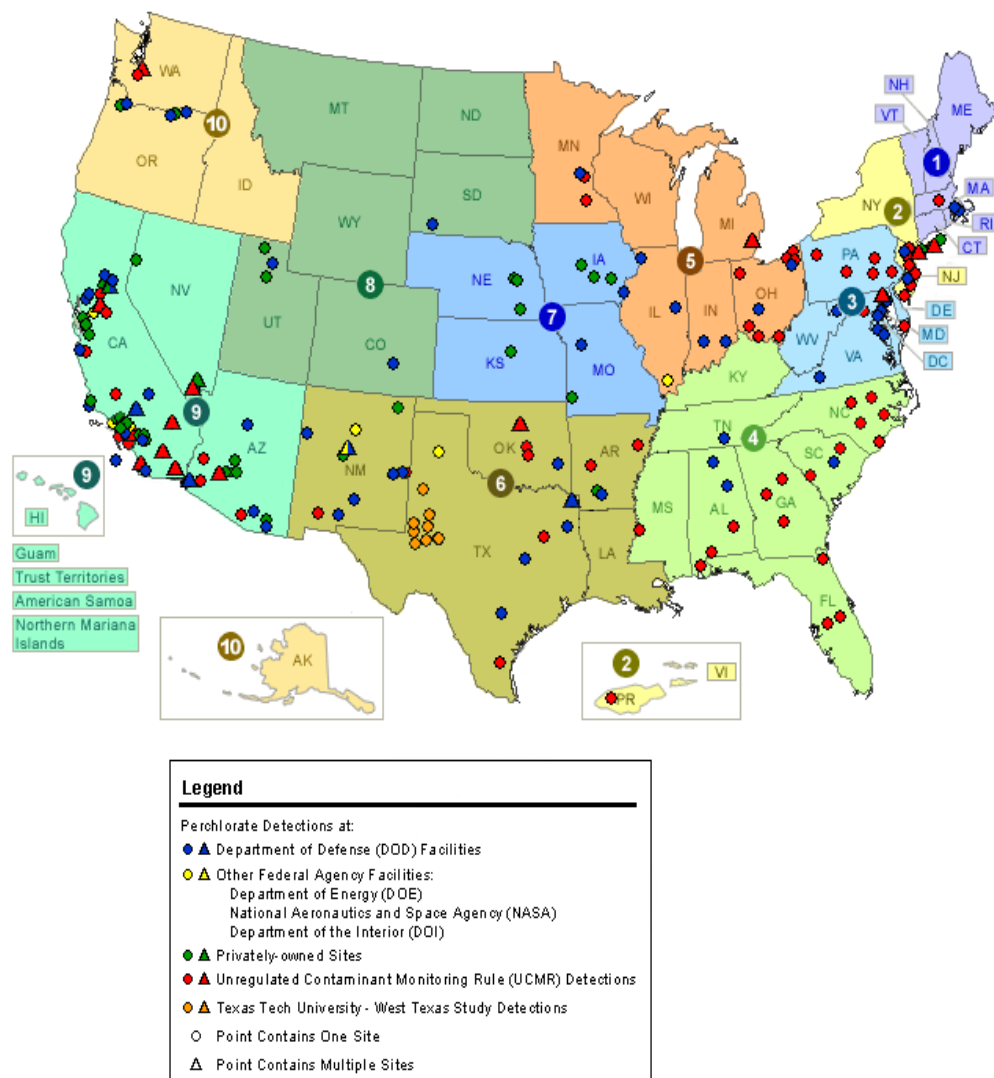 NH
WA
VT
ME
MT
ND
10
MN
1
OR
ID
MA
SD
WI
NY
2
WY
MI
RI
CT
PA
NE
IA
5
NV
8
NJ
OH
IL
IN
3
DE
UT
7
CA
CO
WV
MD
VA
KS
MO
DC
KY
9
NC
TN
4
AZ
OK
AR
NM
SC
9
6
MS
AL
GA
HI
TX
LA
Guam
Trust Territories
American Samoa
FL
Northern Mariana
Islands
10
AK
2
VI
PR
Legend
Perchlorate Detections at:
Department of Defense (DOD) Facilities
Other Federal Agency Facilities:
Department of Energy (DOE)
National Aeronautics and Space Agency (NASA)
Department of the Interior (DOI)
Privately-owned Sites
Unregulated Contaminant Monitoring Rule (UCMR) Detections
Texas Tech University - West Texas Study Detections
Point Contains One Site
Point Contains Multiple Sites